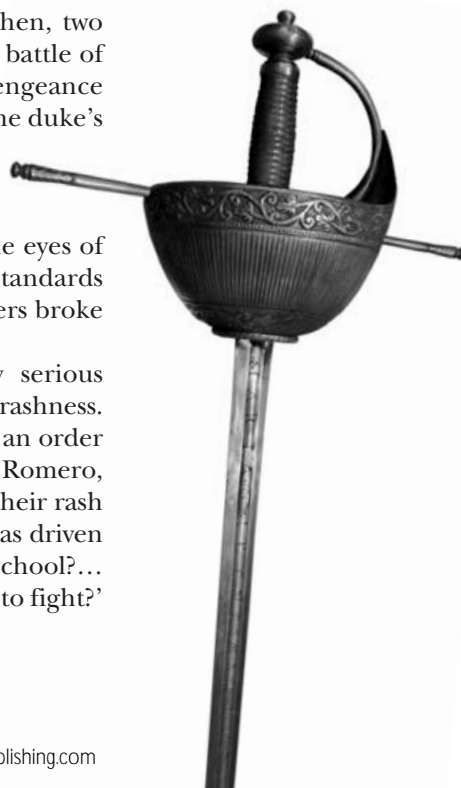 hen, two
battle of
engeance
ne duke's
e eyes of
tandards
ers broke
serious
rashness.
an order
Romero,
heir rash
as driven
chool?…
to fight?'
blishing.com